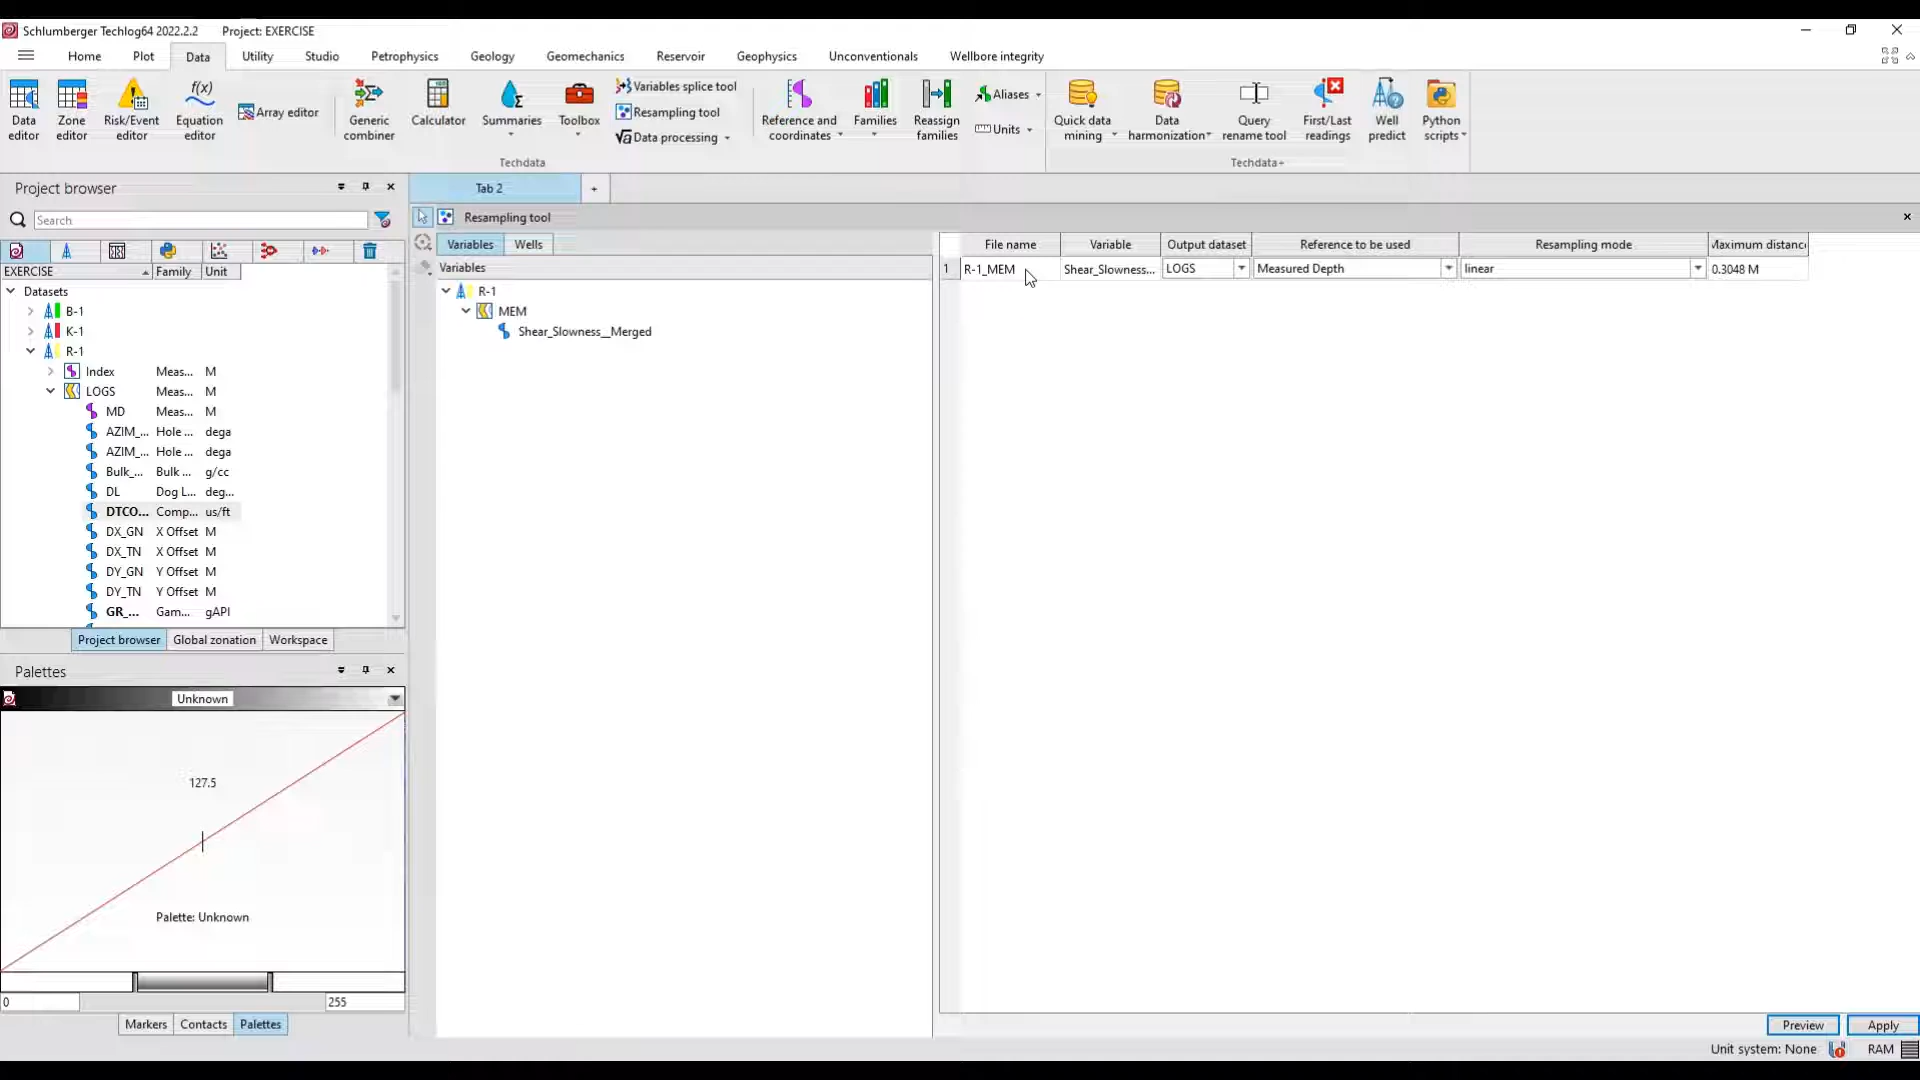 Schlumberger Techlog64 2022.2.2 Project: EXERCISE
Home Plot Data Utility Studio Petrophysics Geology Geomechanics Reservoir Geophysics Unconventionals Wellbore integrity
Data editor
Zone editor
Risk/Event editor
f(x)
Equation editor
Array editor
Generic combiner
Calculator
Summaries
Toolbox
Variables splice tool
Resampling tool
Data processing
Reference and coordinates
Families
Reassign families
Aliases
Units
Quick data mining
Data harmonization
Query rename tool
First/Last readings
Well predict
Python scripts
Techdata
Techdata+
Project browser
Tab 2
+
Search
Resampling tool
Variables Wells
File name Variable Output dataset Reference to be used Resampling mode Maximum distanc
1 R-1_MEM Shear_Slowness... LOGS Measured Depth linear 0.3048 M
Variables
R-1
MEM
Shear_Slowness__Merged
EXERCISE Family Unit
Datasets
B-1
K-1
R-1
Index Meas... M
LOGS Meas... M
MD Meas... M
AZIM_... Hole ... dega
AZIM_... Hole ... dega
Bulk_... Bulk ... g/cc
DL Dog L... deg...
DTCO... Comp... us/ft
DX_GN X Offset M
DX_TN X Offset M
DY_GN Y Offset M
DY_TN Y Offset M
GR_... Gam... gAPI
Project browser Global zonation Workspace
Palettes
Unknown
127.5
Palette: Unknown
0 255
Markers Contacts Palettes
Preview Apply
Unit system: None RAM